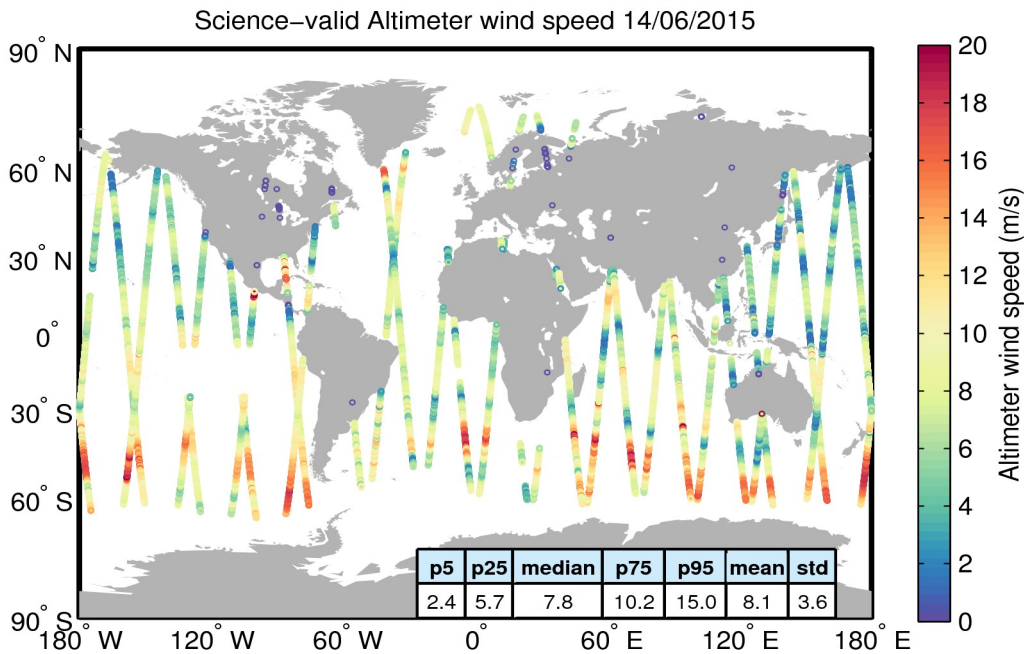 Science−valid Altimeter wind speed 14/06/2015
90° N
60° N
30° N
0°
30° S
60° S
90° S
180° W
120° W
60° W
0°
60° E
120° E
180° E
p5 p25 median p75 p95 mean std
2.4 5.7 7.8 10.2 15.0 8.1 3.6
20
18
16
14
12
10
8
6
4
2
0
Altimeter wind speed (m/s)